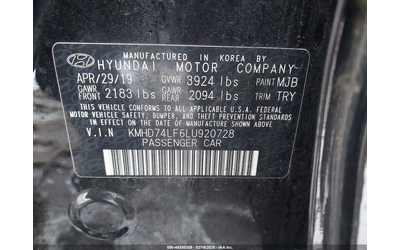 MANUFACTURED IN KOREA BY
HYUNDAI MOTOR COMPANY
APR/29/19 GVWR 3924 lbs PAINT MJB
GAWR FRONT 2183 lbs GAWR REAR 2094 lbs TRIM TRY
THIS VEHICLE CONFORMS TO ALL APPLICABLE U.S.A. FEDERAL
MOTOR VEHICLE SAFETY, BUMPER, AND THEFT PREVENTION
STANDARDS IN EFFECT ON THE DATE OF MANUFACTURE SHOWN ABOVE.
V.I.N KMHD74LF6LU920728
PASSENGER CAR